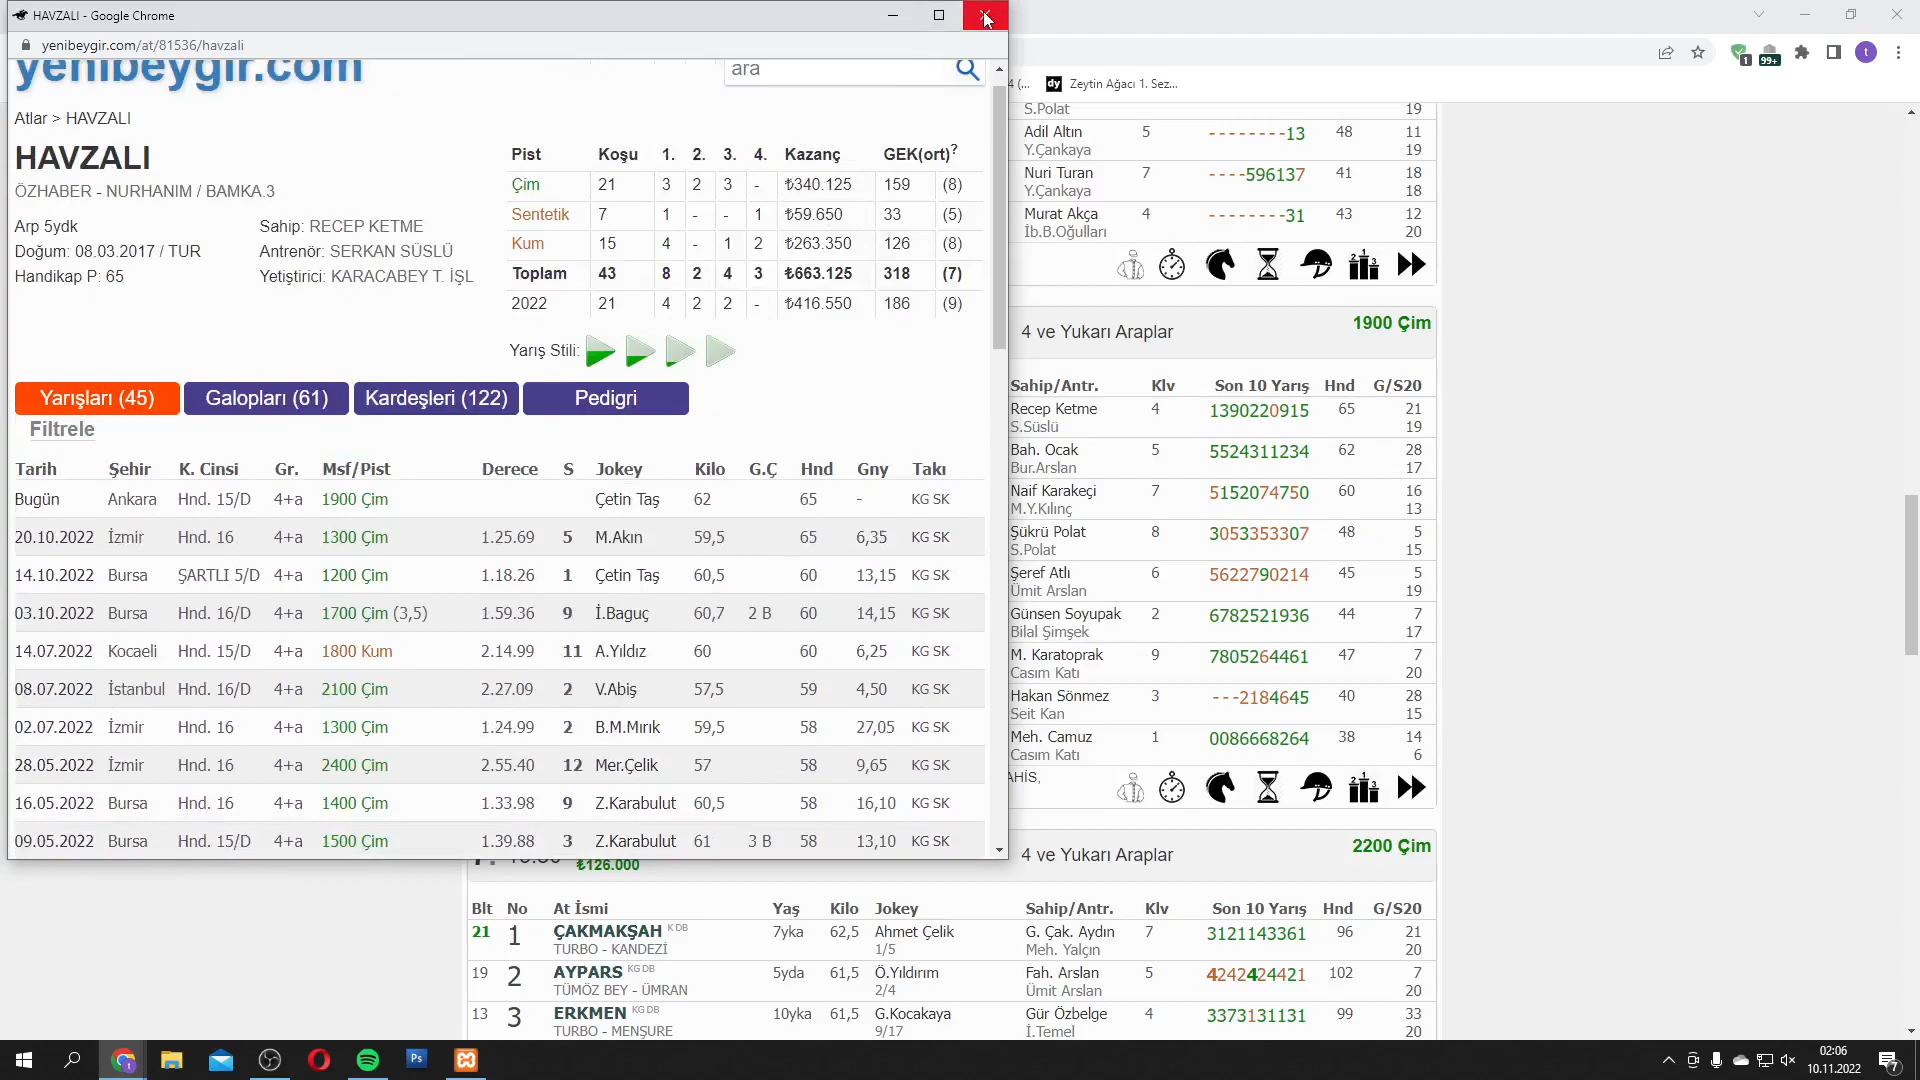 HAVZALI - Google Chrome
yenibeygir.com/at/81536/havzali
yenibeygir.com
ara
Atlar > HAVZALI
HAVZALI
ÖZHABER - NURHANIM / BAMKA.3
Arp 5ydk
Sahip: RECEP KETME
Doğum: 08.03.2017 / TUR
Antrenör: SERKAN SÜSLÜ
Handikap P: 65
Yetiştirici: KARACABEY T. İŞL
Pist Koşu 1. 2. 3. 4. Kazanç GEK(ort)?
Çim 21 3 2 3 - ₺340.125 159 (8)
Sentetik 7 1 - - 1 ₺59.650 33 (5)
Kum 15 4 - 1 2 ₺263.350 126 (8)
Toplam 43 8 2 4 3 ₺663.125 318 (7)
2022 21 4 2 2 - ₺416.550 186 (9)
Yarış Stili:
Yarışları (45) Galopları (61) Kardeşleri (122) Pedigri
Filtrele
Tarih Şehir K. Cinsi Gr. Msf/Pist Derece S Jokey Kilo G.Ç Hnd Gny Takı
Bugün Ankara Hnd. 15/D 4+a 1900 Çim Çetin Taş 62 65 - KG SK
20.10.2022 İzmir Hnd. 16 4+a 1300 Çim 1.25.69 5 M.Akın 59,5 65 6,35 KG SK
14.10.2022 Bursa ŞARTLI 5/D 4+a 1200 Çim 1.18.26 1 Çetin Taş 60,5 60 13,15 KG SK
03.10.2022 Bursa Hnd. 16/D 4+a 1700 Çim (3,5) 1.59.36 9 İ.Baguç 60,7 2 B 60 14,15 KG SK
14.07.2022 Kocaeli Hnd. 15/D 4+a 1800 Kum 2.14.99 11 A.Yıldız 60 60 6,25 KG SK
08.07.2022 İstanbul Hnd. 16/D 4+a 2100 Çim 2.27.09 2 V.Abiş 57,5 59 4,50 KG SK
02.07.2022 İzmir Hnd. 16 4+a 1300 Çim 1.24.99 2 B.M.Mırık 59,5 58 27,05 KG SK
28.05.2022 İzmir Hnd. 16 4+a 2400 Çim 2.55.40 12 Mer.Çelik 57 58 9,65 KG SK
16.05.2022 Bursa Hnd. 16 4+a 1400 Çim 1.33.98 9 Z.Karabulut 60,5 58 16,10 KG SK
09.05.2022 Bursa Hnd. 15/D 4+a 1500 Çim 1.39.88 3 Z.Karabulut 61 3 B 58 13,10 KG SK
1
99+
t
4 (...
dy Zeytin Ağacı 1. Sez...
S.Polat 19
Adil Altın 5 --------13 48 11
Y.Çankaya 19
Nuri Turan 7 ----596137 41 18
Y.Çankaya 18
Murat Akça 4 --------31 43 12
İb.B.Oğulları 20
4 ve Yukarı Araplar 1900 Çim
Sahip/Antr. Klv Son 10 Yarış Hnd G/S20
Recep Ketme 4 1390220915 65 21
S.Süslü 19
Bah. Ocak 5 5524311234 62 28
Bur.Arslan 17
Naif Karakeçi 7 5152074750 60 16
M.Y.Kılınç 13
Şükrü Polat 8 3053353307 48 5
S.Polat 15
Şeref Atlı 6 5622790214 45 5
Ümit Arslan 19
Günsen Soyupak 2 6782521936 44 7
Bilal Şimşek 17
M. Karatoprak 9 7805264461 47 7
Casım Katı 20
Hakan Sönmez 3 ---2184645 40 28
Seit Kan 15
Meh. Camuz 1 0086668264 38 14
Casım Katı 6
AHİS,
₺126.000
4 ve Yukarı Araplar 2200 Çim
Blt No At İsmi Yaş Kilo Jokey Sahip/Antr. Klv Son 10 Yarış Hnd G/S20
21 1 ÇAKMAKŞAH K DB 7yka 62,5 Ahmet Çelik G. Çak. Aydın 7 3121143361 96 21
TURBO - KANDEZİ 1/5 Meh. Yalçın 20
19 2 AYPARS KG DB 5yda 61,5 Ö.Yıldırım Fah. Arslan 5 4242424421 102 7
TÜMÖZ BEY - ÜMRAN 2/4 Ümit Arslan 20
13 3 ERKMEN KG DB 10yka 61,5 G.Kocakaya Gür Özbelge 4 3373131131 99 33
TURBO - MENŞURE 9/17 İ.Temel 20
Ps
02:06
10.11.2022
7